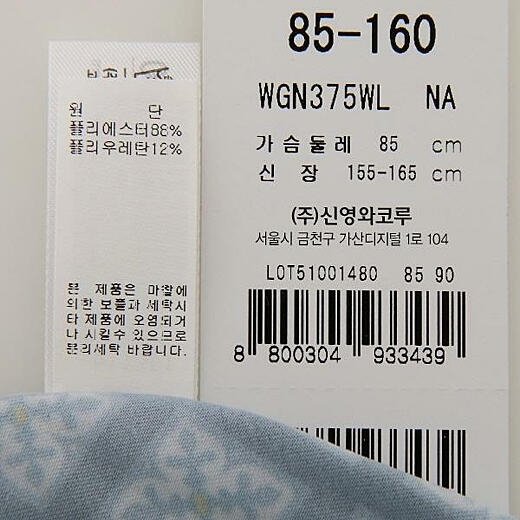 원 단
폴리에스터88%
폴리우레탄12%
본 제품은 마찰에
의한 보풀과 세탁시
타 제품에 오염되거
나 시킬수 있으므로
분리세탁 바랍니다.
85-160
WGN375WL NA
가슴둘레 85 cm
신 장 155-165 cm
(주)신영와코루
서울시 금천구 가산디지털 1로 104
LOT51001480 85 90
8 800304 933439